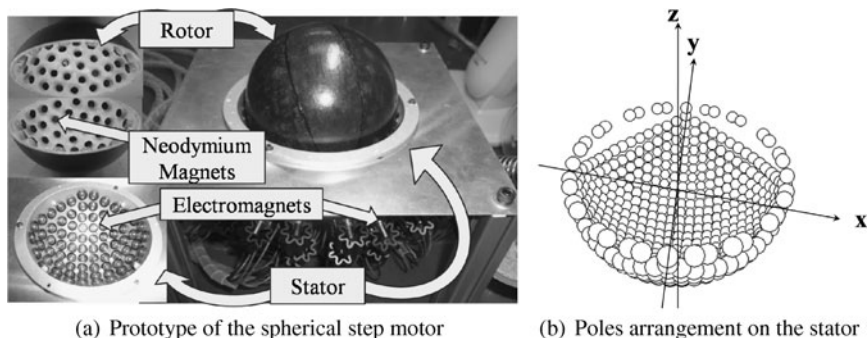 Rotor
Neodymium
Magnets
Electromagnets
Stator
z
y
x
(a) Prototype of the spherical step motor
(b) Poles arrangement on the stator